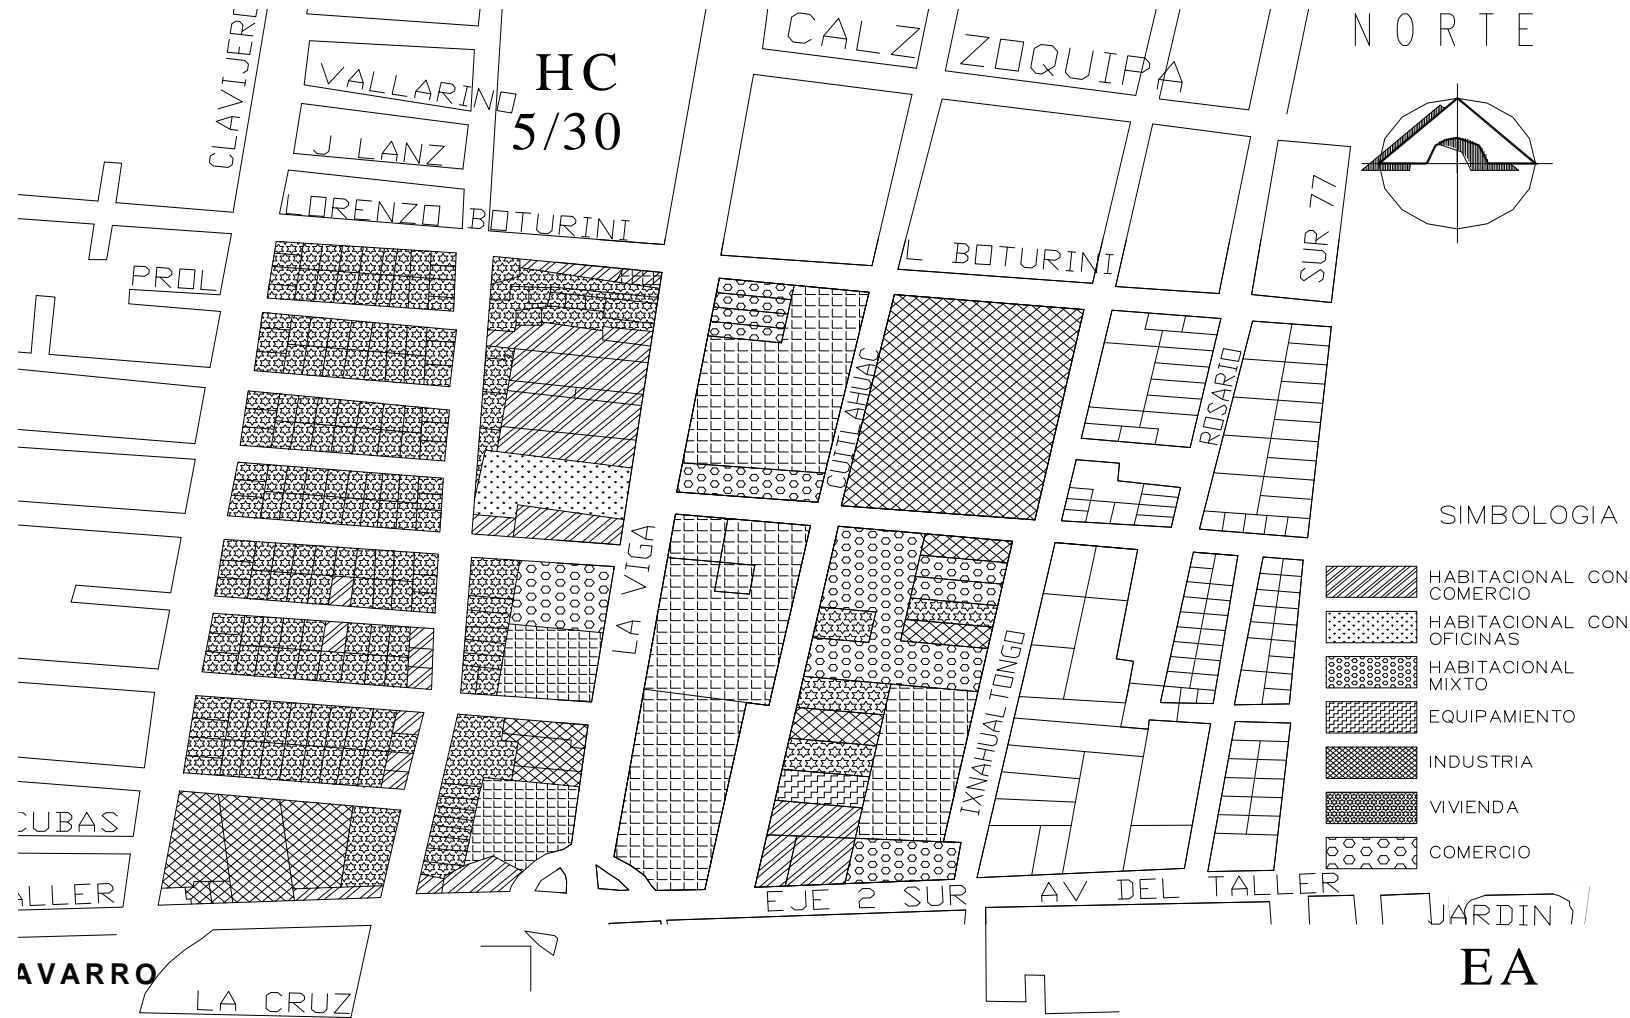 CALZ ZOQUIPA
NORTE
CLAVIJERO
VALLARINO
HC
5/30
J LANZ
LORENZO BOTURINI
L BOTURINI
SUR 77
PROL
CUITLAHUAC
ROSARIO
LA VIGA
IXNAHUALTONGO
SIMBOLOGIA
HABITACIONAL CON
COMERCIO
HABITACIONAL CON
OFICINAS
HABITACIONAL
MIXTO
EQUIPAMIENTO
INDUSTRIA
VIVIENDA
COMERCIO
CUBAS
ALLER
EJE 2 SUR
AV DEL TALLER
JARDIN
AVARRO
LA CRUZ
EA